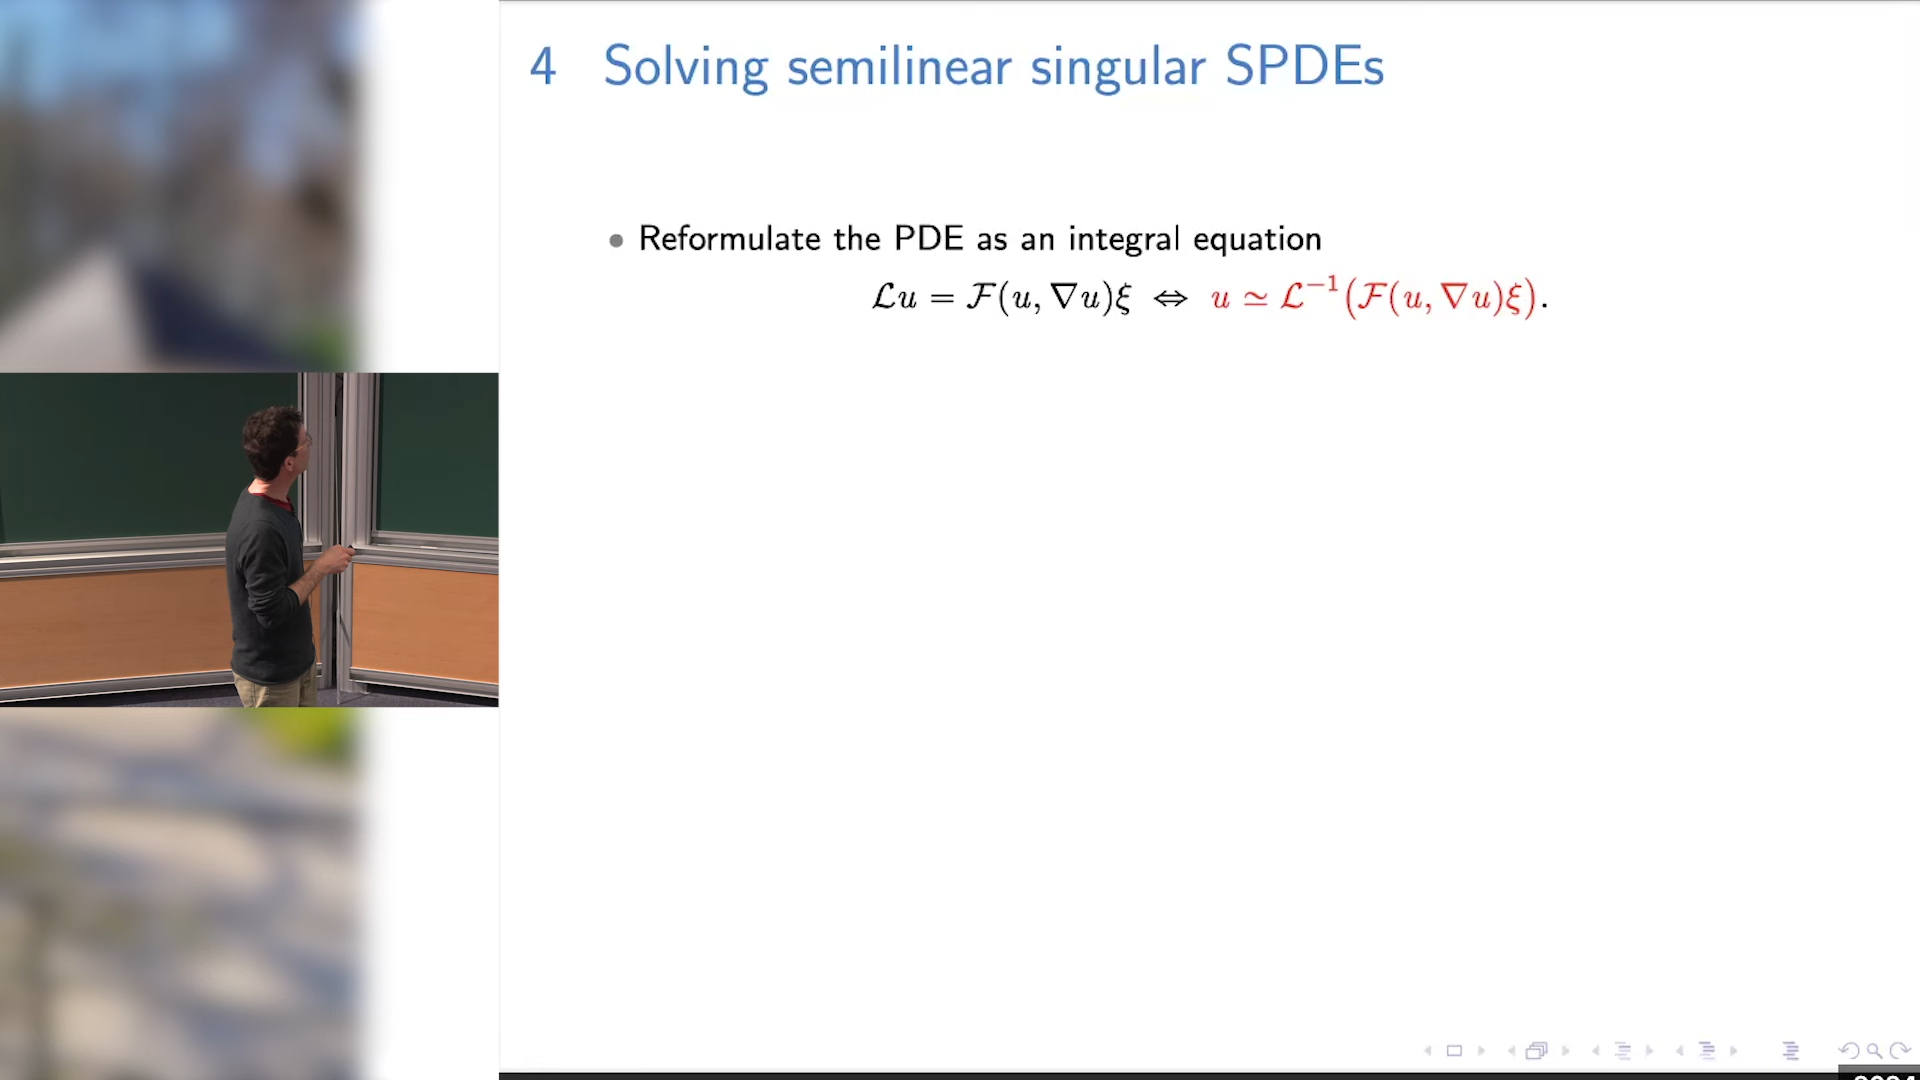 4 Solving semilinear singular SPDEs
• Reformulate the PDE as an integral equation
ℒu = ℱ(u, ∇u)ξ ⇔ u ≃ ℒ⁻¹(ℱ(u, ∇u)ξ).